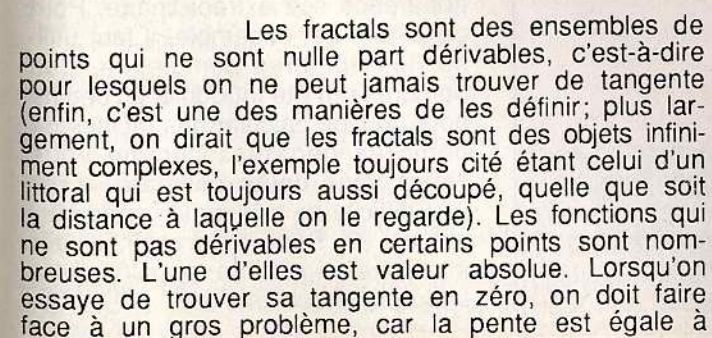 Les fractals sont des ensembles de
points qui ne sont nulle part dérivables, c'est-à-dire
pour lesquels on ne peut jamais trouver de tangente
(enfin, c'est une des manières de les définir; plus lar-
gement, on dirait que les fractals sont des objets infini-
ment complexes, l'exemple toujours cité étant celui d'un
littoral qui est toujours aussi découpé, quelle que soit
la distance à laquelle on le regarde). Les fonctions qui
ne sont pas dérivables en certains points sont nom-
breuses. L'une d'elles est valeur absolue. Lorsqu'on
essaye de trouver sa tangente en zéro, on doit faire
face à un gros problème, car la pente est égale à